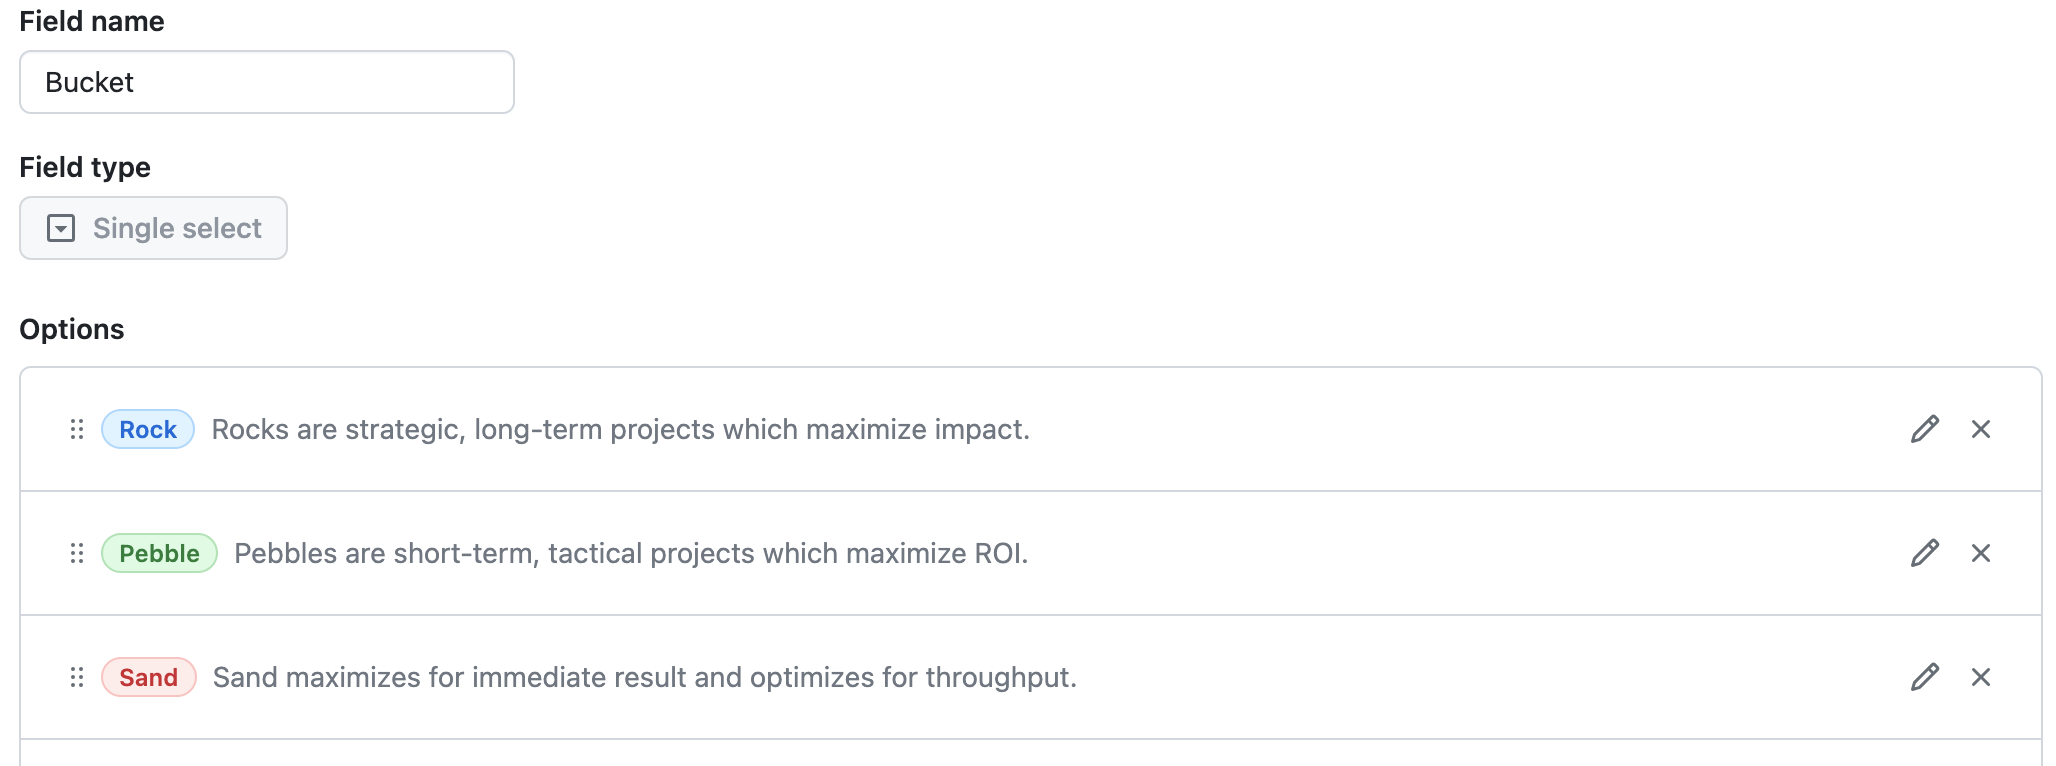 Field name
Bucket
Field type
Single select
Options
Rock Rocks are strategic, long-term projects which maximize impact.
Pebble Pebbles are short-term, tactical projects which maximize ROI.
Sand Sand maximizes for immediate result and optimizes for throughput.